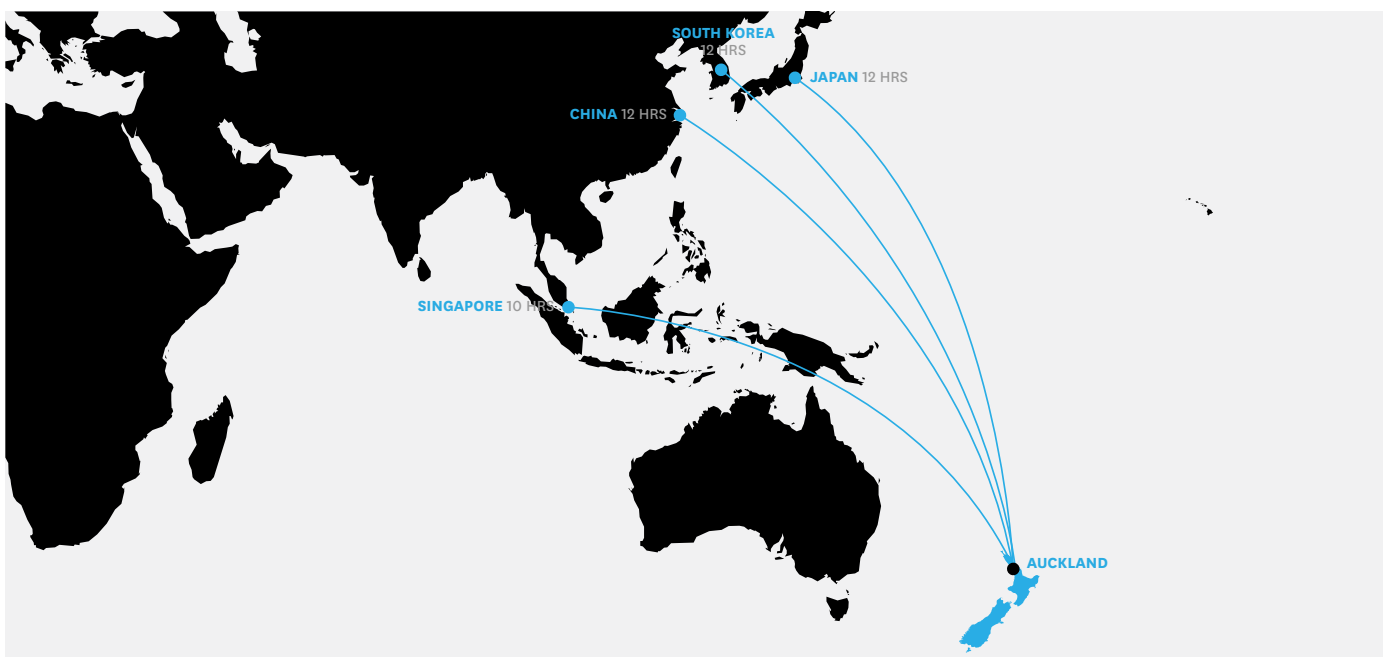 SOUTH KOREA
12 HRS
JAPAN 12 HRS
CHINA 12 HRS
SINGAPORE 10 HRS
AUCKLAND